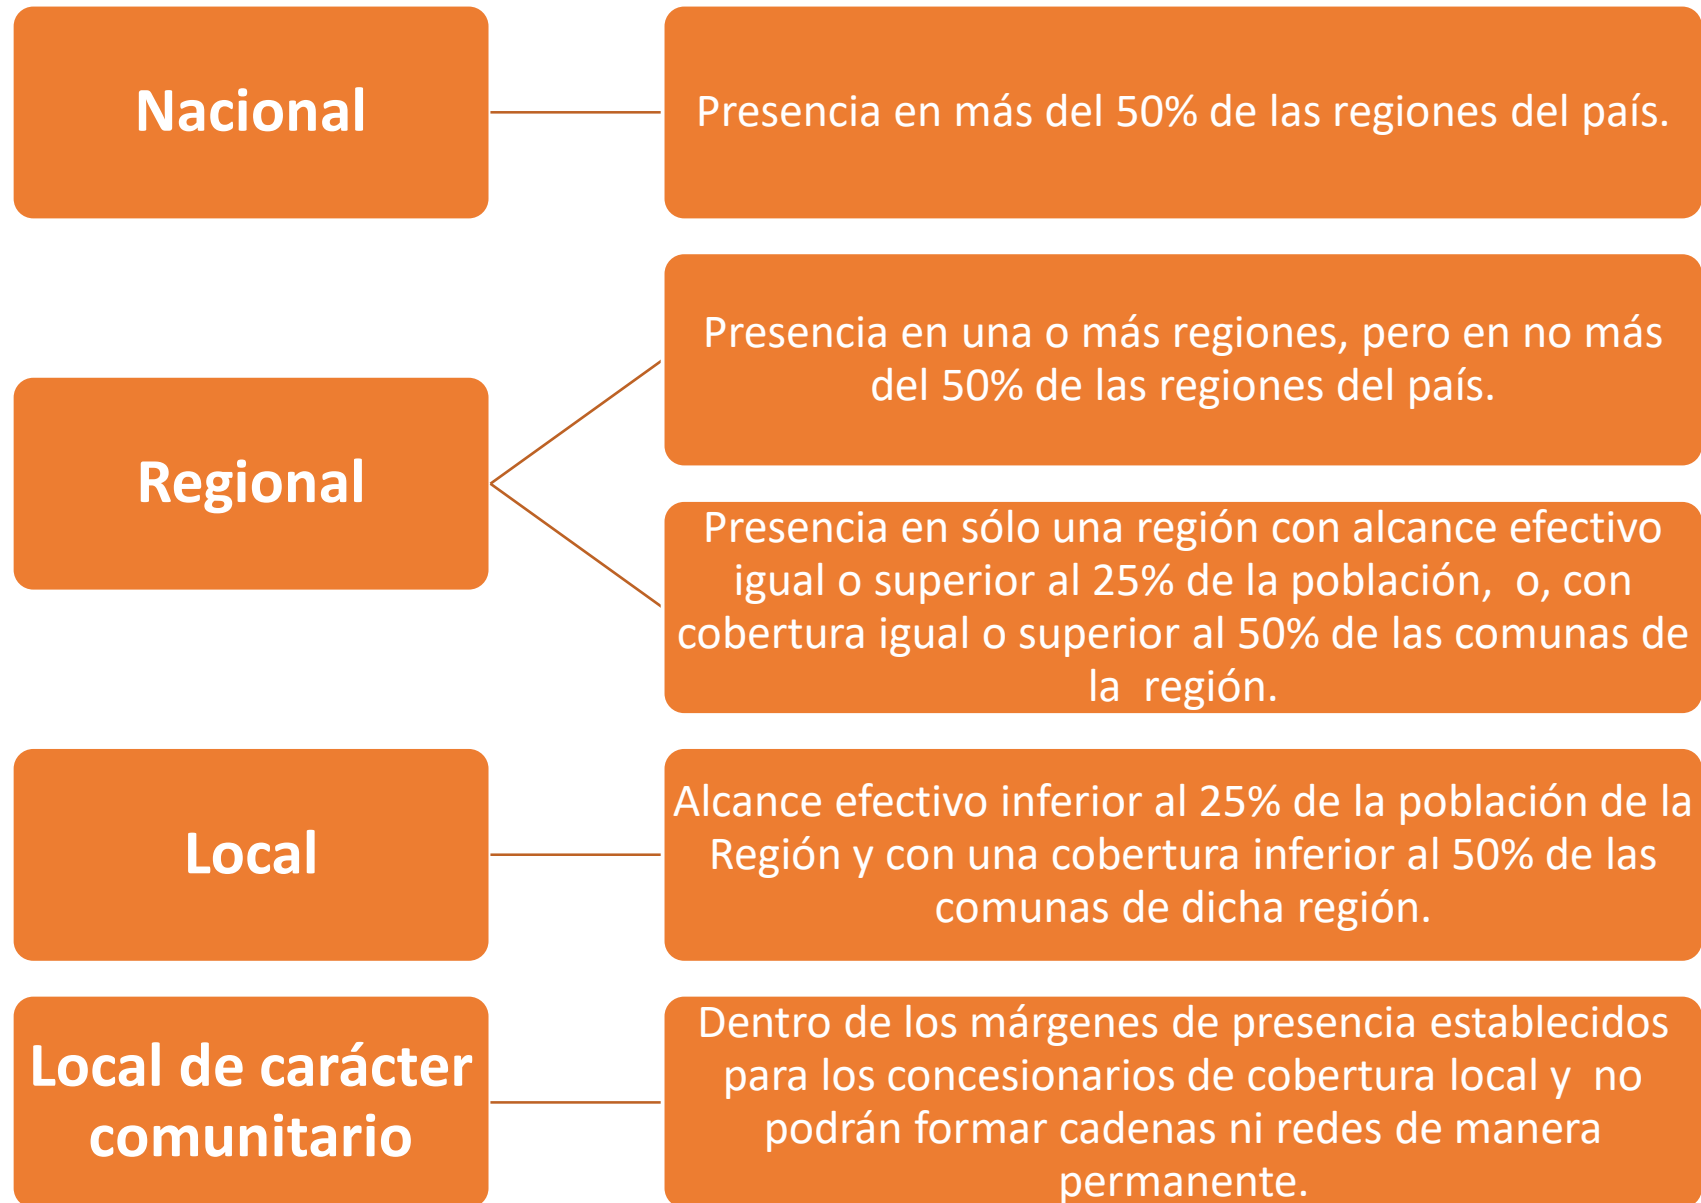 Nacional
Presencia en más del 50% de las regiones del país.
Regional
Presencia en una o más regiones, pero en no más
del 50% de las regiones del país.
Presencia en sólo una región con alcance efectivo
igual o superior al 25% de la población,  o, con
cobertura igual o superior al 50% de las comunas de
la  región.
Local
Alcance efectivo inferior al 25% de la población de la
Región y con una cobertura inferior al 50% de las
comunas de dicha región.
Local de carácter
comunitario
Dentro de los márgenes de presencia establecidos
para los concesionarios de cobertura local y  no
podrán formar cadenas ni redes de manera
permanente.